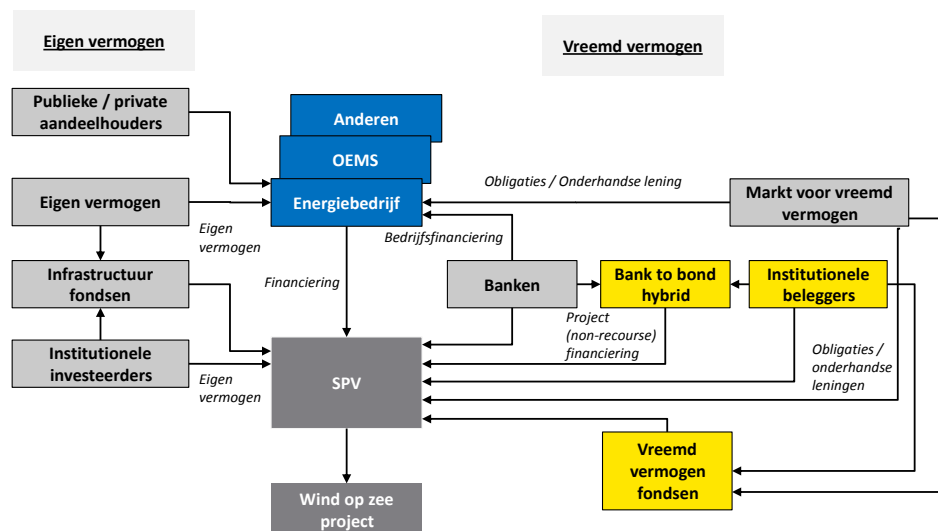 Eigen vermogen
Vreemd vermogen
Publieke / private
aandeelhouders
Anderen
OEMS
Energiebedrijf
Obligaties / Onderhandse lening
Markt voor vreemd
vermogen
Eigen vermogen
Eigen
vermogen
Bedrijfsfinanciering
Infrastructuur
fondsen
Financiering
Banken
Bank to bond
hybrid
Institutionele
beleggers
Project
(non-recourse)
financiering
Institutionele
investeerders
Eigen
vermogen
SPV
Obligaties /
onderhandse
leningen
Vreemd
vermogen
fondsen
Wind op zee
project